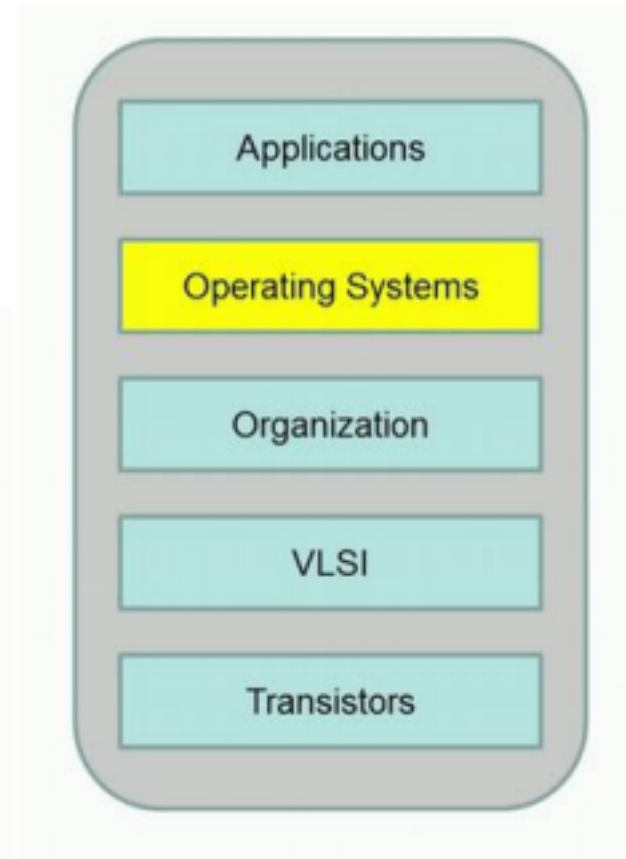 Applications
Operating Systems
Organization
VLSI
Transistors